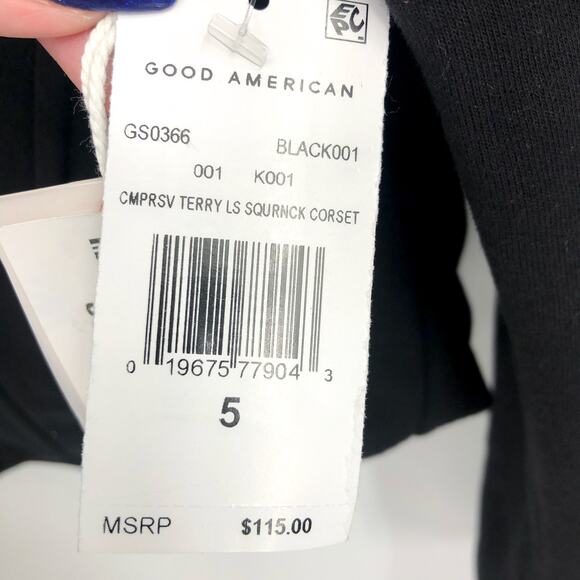 EPC
GOOD AMERICAN
GS0366 BLACK001
001 K001
CMPRSV TERRY LS SQURNCK CORSET
0 19675 77904 3
5
MSRP $115.00